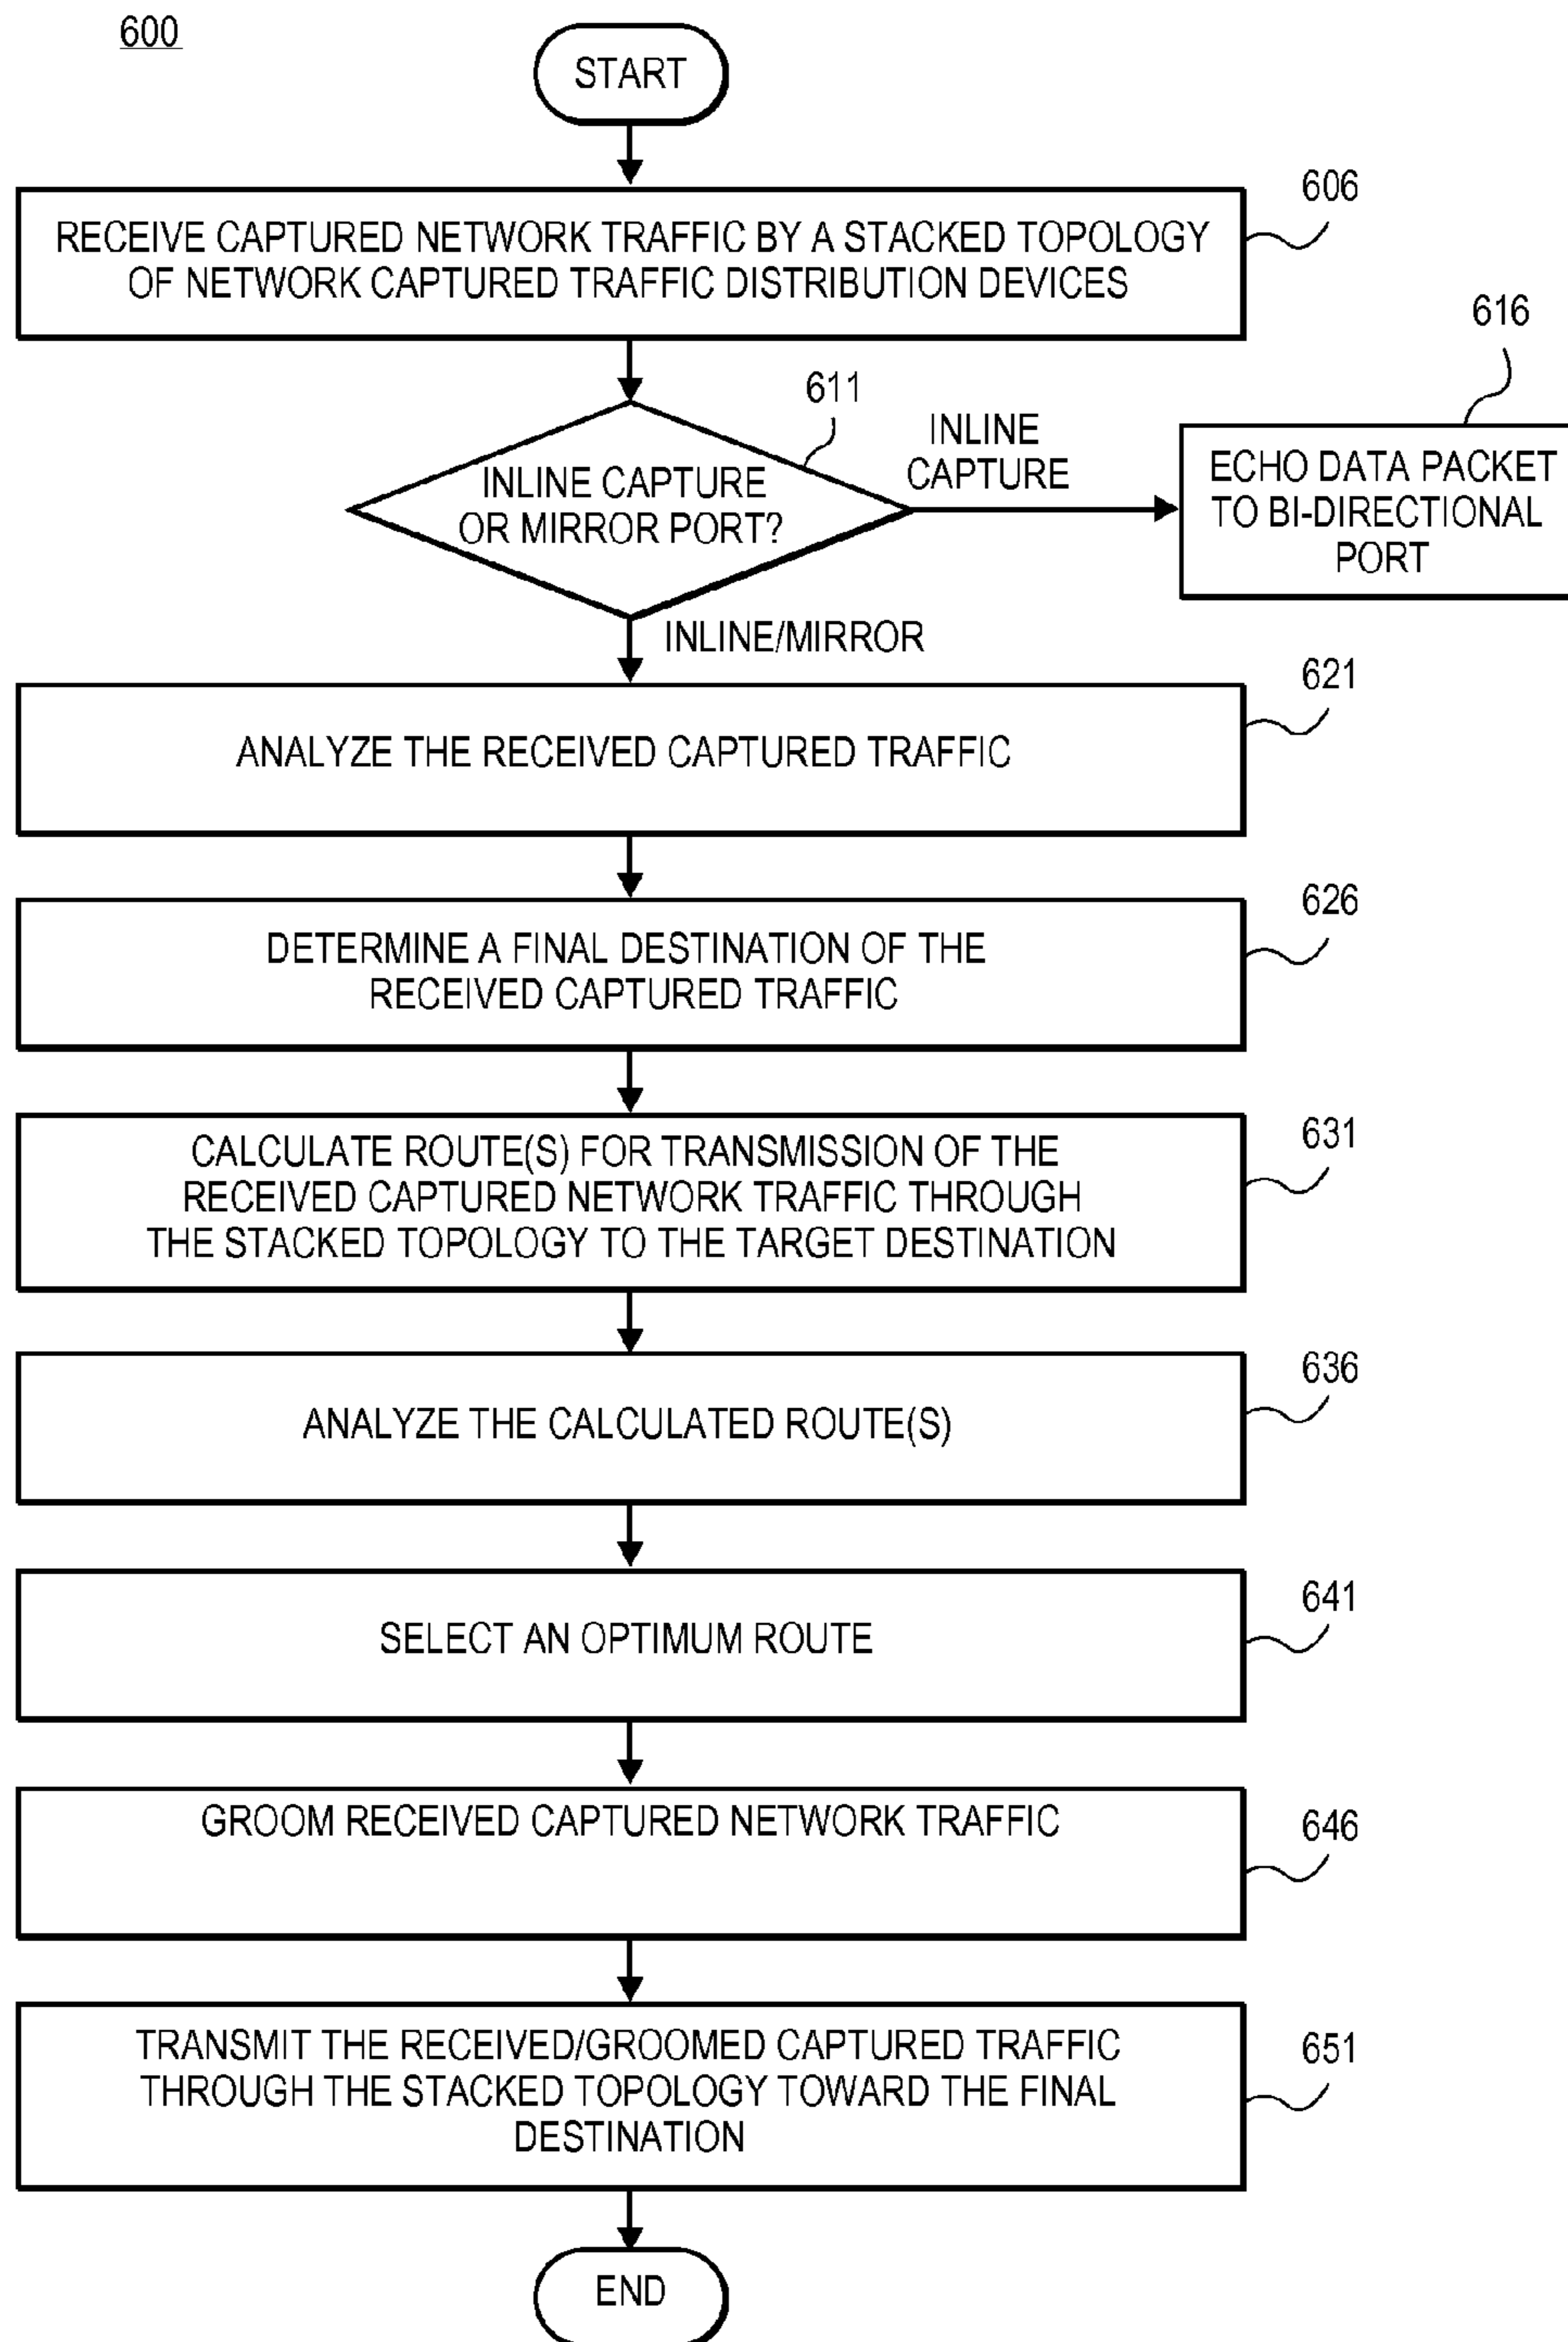 600
START
606
RECEIVE CAPTURED NETWORK TRAFFIC BY A STACKED TOPOLOGY
OF NETWORK CAPTURED TRAFFIC DISTRIBUTION DEVICES
616
611
INLINE
CAPTURE
INLINE CAPTURE
OR MIRROR PORT?
ECHO DATA PACKET
TO BI-DIRECTIONAL
PORT
INLINE/MIRROR
621
ANALYZE THE RECEIVED CAPTURED TRAFFIC
626
DETERMINE A FINAL DESTINATION OF THE
RECEIVED CAPTURED TRAFFIC
631
CALCULATE ROUTE(S) FOR TRANSMISSION OF THE
RECEIVED CAPTURED NETWORK TRAFFIC THROUGH
THE STACKED TOPOLOGY TO THE TARGET DESTINATION
636
ANALYZE THE CALCULATED ROUTE(S)
641
SELECT AN OPTIMUM ROUTE
646
GROOM RECEIVED CAPTURED NETWORK TRAFFIC
651
TRANSMIT THE RECEIVED/GROOMED CAPTURED TRAFFIC
THROUGH THE STACKED TOPOLOGY TOWARD THE FINAL
DESTINATION
END